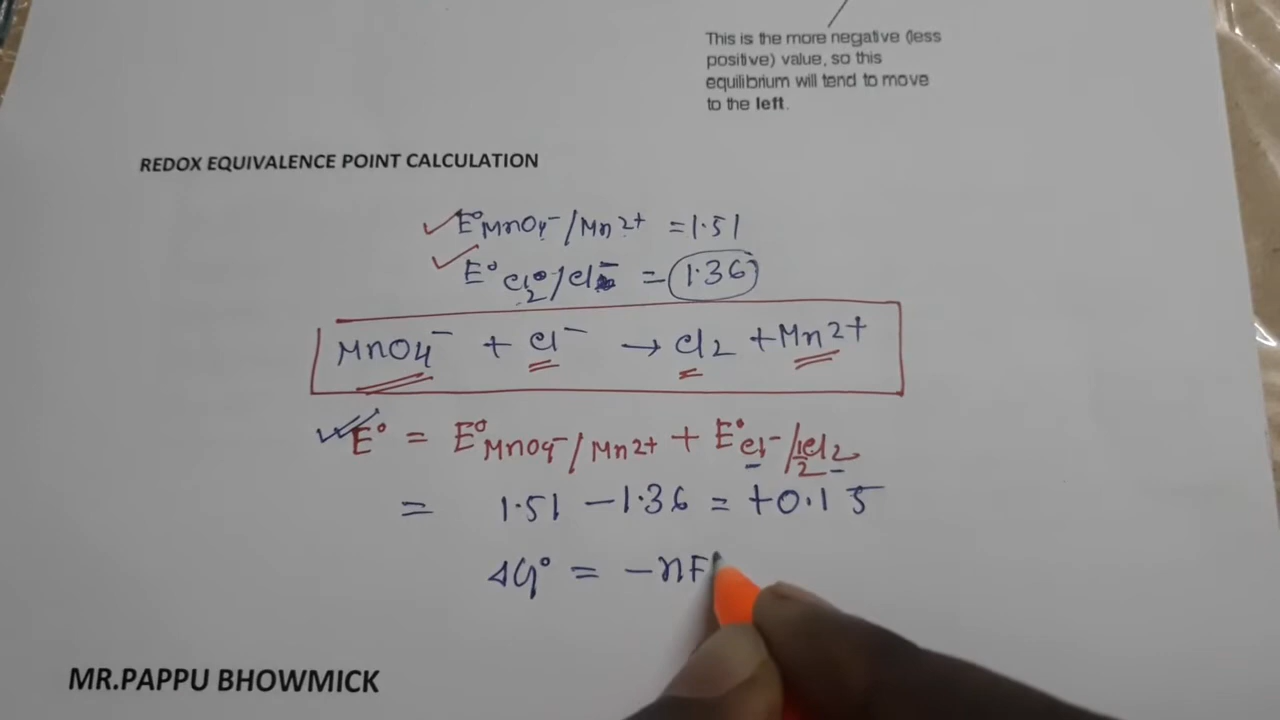 This is the more negative (less
positive) value, so this
equilibrium will tend to move
to the left.
REDOX EQUIVALENCE POINT CALCULATION
E°MnO4-/Mn2+ = 1.51
E°Cl2/Cl- = 1.36
MnO4- + Cl- → Cl2 + Mn2+
E° = E°MnO4-/Mn2+ + E°Cl-/1/2Cl2
= 1.51 - 1.36 = +0.15
ΔG° = -nF
MR.PAPPU BHOWMICK